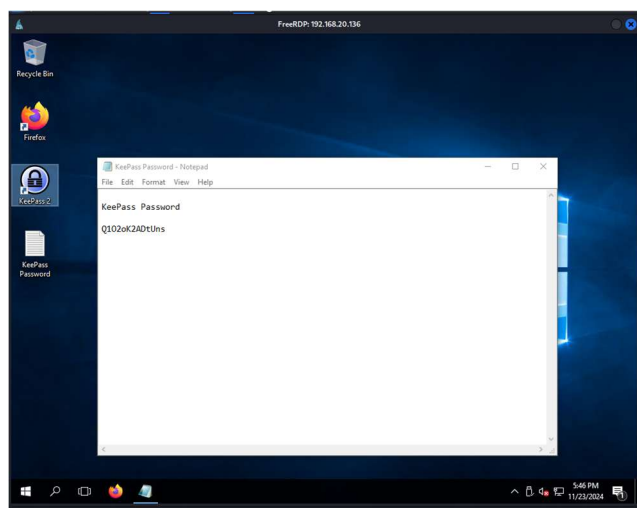 FreeRDP: 192.168.20.136
Recycle Bin
Firefox
KeePass 2
KeePass
Password
KeePass Password - Notepad
File Edit Format View Help
KeePass Password
Q1O2oK2ADtUns
5:46 PM
11/23/2024